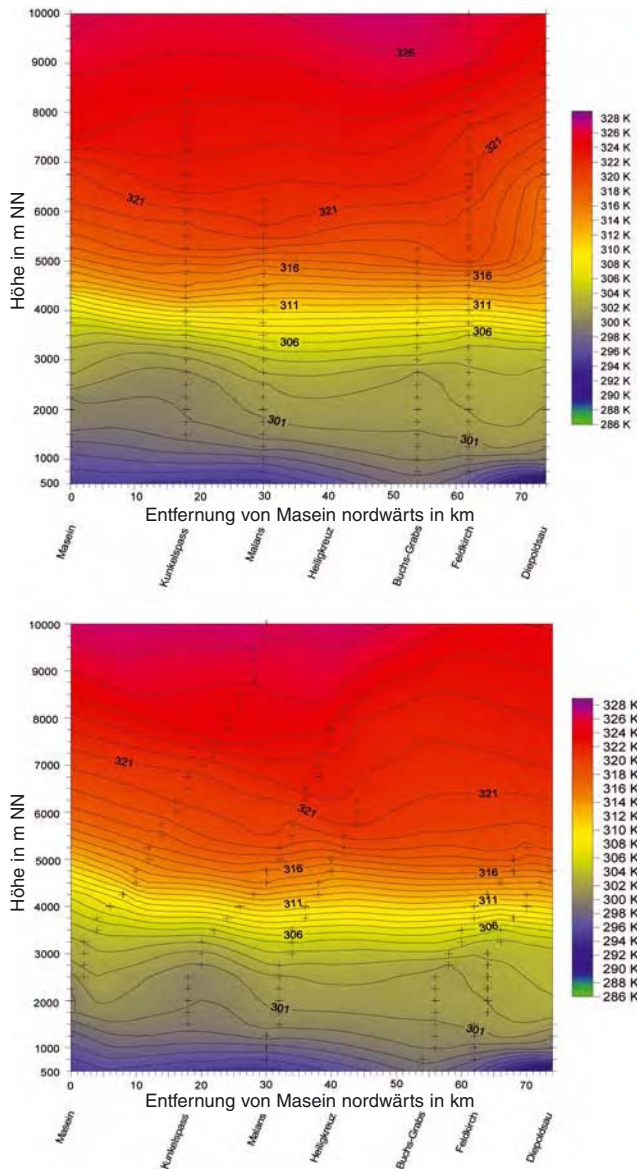 10000
9000
8000
7000
6000
5000
4000
3000
2000
1000
500
Höhe in m NN
326
321
321
321
316
316
311
311
306
306
301
301
0
10
20
30
40
50
60
70
Entfernung von Masein nordwärts in km
Masein
Kunkelspass
Malans
Heiligkreuz
Buchs-Grabs
Feldkirch
Diepoldsau
328 K
326 K
324 K
322 K
320 K
318 K
316 K
314 K
312 K
310 K
308 K
306 K
304 K
302 K
300 K
298 K
296 K
294 K
292 K
290 K
288 K
286 K
10000
9000
8000
7000
6000
5000
4000
3000
2000
1000
500
Höhe in m NN
321
321
321
316
316
311
311
306
306
301
301
0
10
20
30
40
50
60
70
Entfernung von Masein nordwärts in km
Masein
Kunkelspass
Malans
Heiligkreuz
Buchs-Grabs
Feldkirch
Diepoldsau
328 K
326 K
324 K
322 K
320 K
318 K
316 K
314 K
312 K
310 K
308 K
306 K
304 K
302 K
300 K
298 K
296 K
294 K
292 K
290 K
288 K
286 K